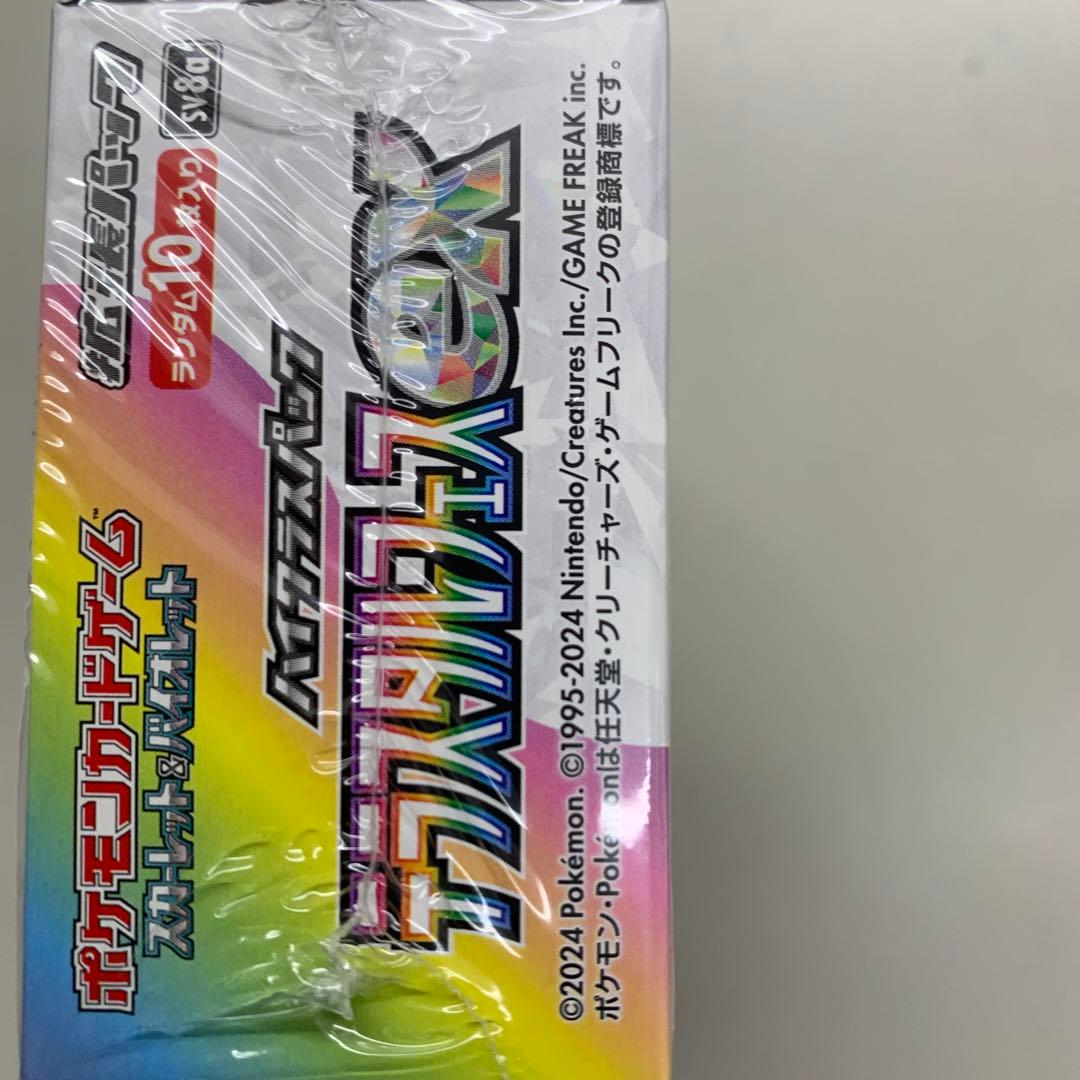 ポケモンカードゲーム™
スカーレット&バイオレット
拡張パック
ランダム10枚入り
SV8a
ハイクラスパック
テラスタルフェスex
©2024 Pokémon. ©1995-2024 Nintendo/Creatures Inc./GAME FREAK inc.
ポケモン・Pokémonは任天堂・クリーチャーズ・ゲームフリークの登録商標です。